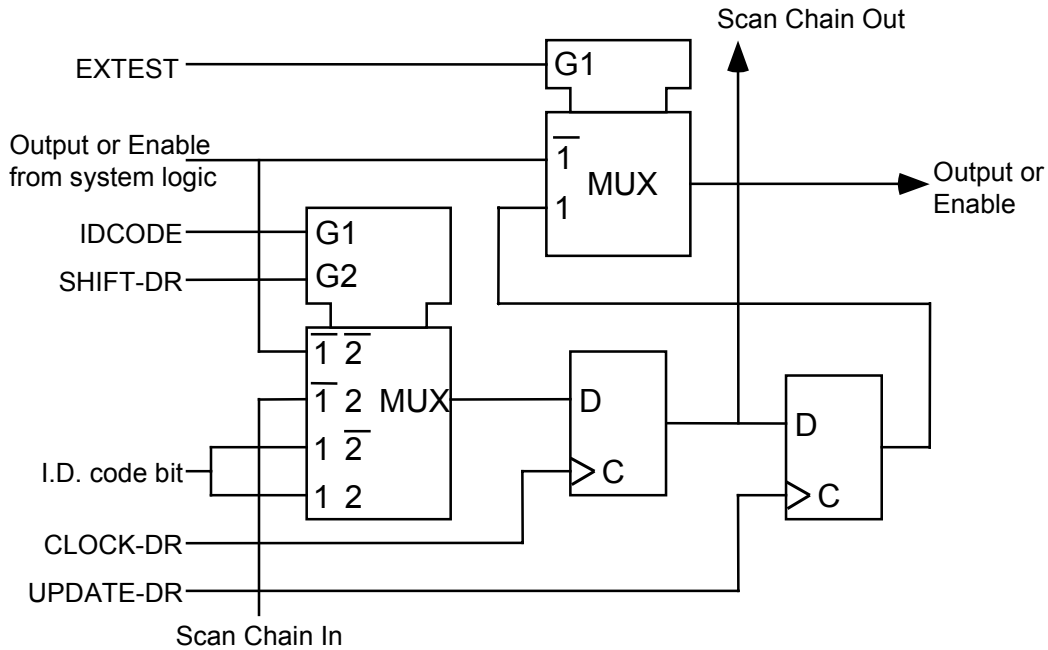 Scan Chain Out
EXTEST
G1
Output or Enable
from system logic
1̅
MUX
1
Output or
Enable
IDCODE
G1
SHIFT-DR
G2
1̅ 2̅
1̅ 2 MUX
1 2̅
1 2
I.D. code bit
D
C
D
C
CLOCK-DR
UPDATE-DR
Scan Chain In